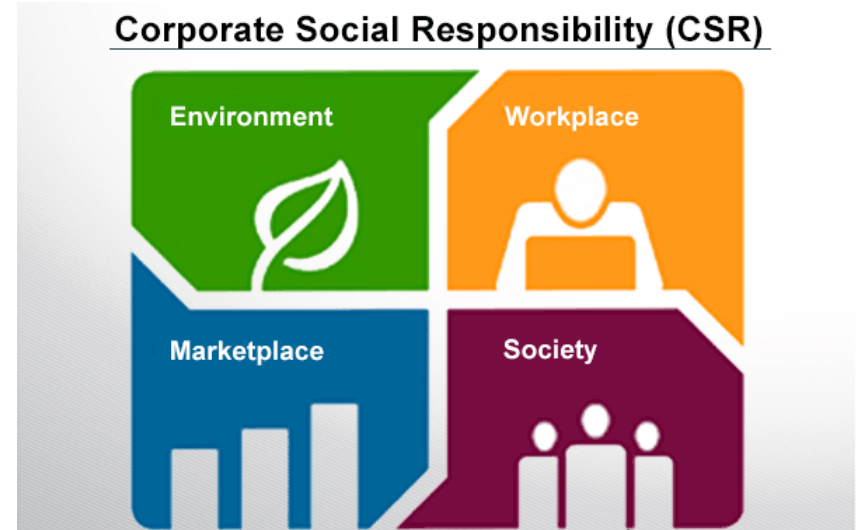 Corporate Social Responsibility (CSR)
Environment
Workplace
Marketplace
Society